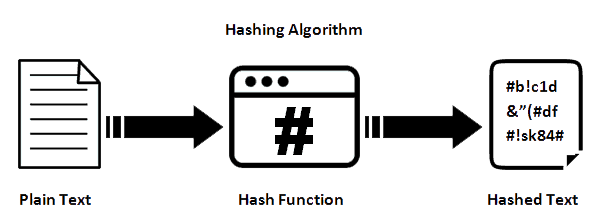 Hashing Algorithm
#
#b!c1d
&”(#df
#!sk84#
Plain Text
Hash Function
Hashed Text